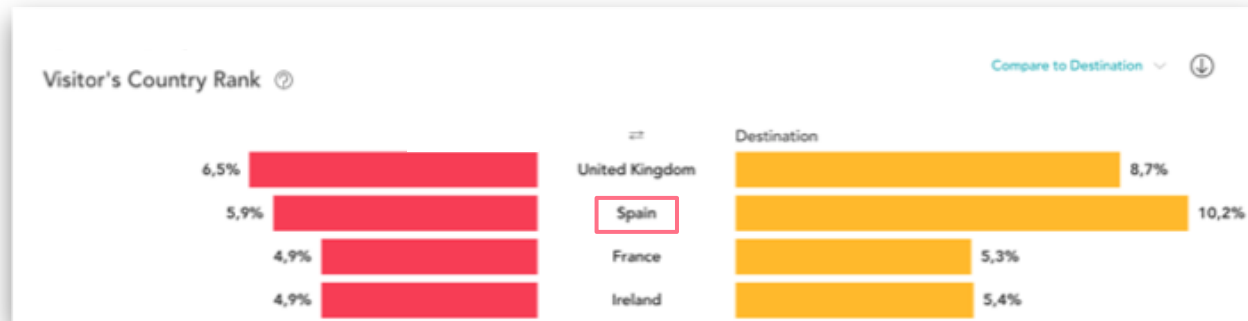 Visitor's Country Rank ?
Compare to Destination
Destination
6,5% United Kingdom 8,7%
5,9% Spain 10,2%
4,9% France 5,3%
4,9% Ireland 5,4%